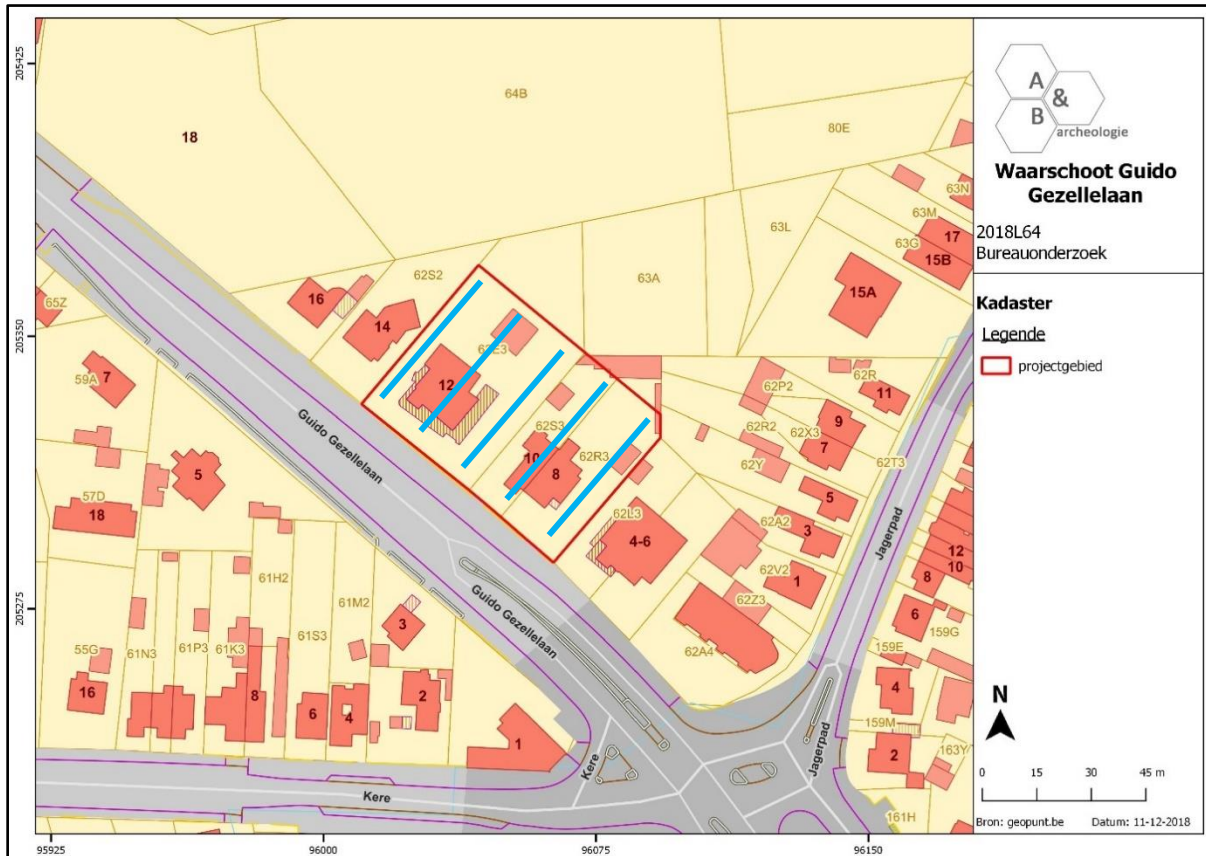 205425
205350
205275
95925
96000
96075
96150
64B
80E
18
63N
63M
63G
17
15B
63L
63A
15A
62S2
16
14
65Z
62E3
12
62S3
10
8
62R3
62P2
62R
11
9
7
62X3
62R2
62Y
62T3
59A
7
5
57D
18
Guido Gezellelaan
62L3
4-6
62A2
5
3
62V2
1
62Z3
62A4
Jagerpad
12
10
8
6
159G
159E
4
159M
2
163Y
161H
61H2
61M2
3
61S3
55G
61N3
61P3
61K3
16
8
6
4
2
1
Guido Gezellelaan
Kere
Kere
Jagerpad
A
&
B
archeologie
Waarschoot Guido
Gezellelaan
2018L64
Bureauonderzoek
Kadaster
Legende
projectgebied
N
0 15 30 45 m
Bron: geopunt.be Datum: 11-12-2018